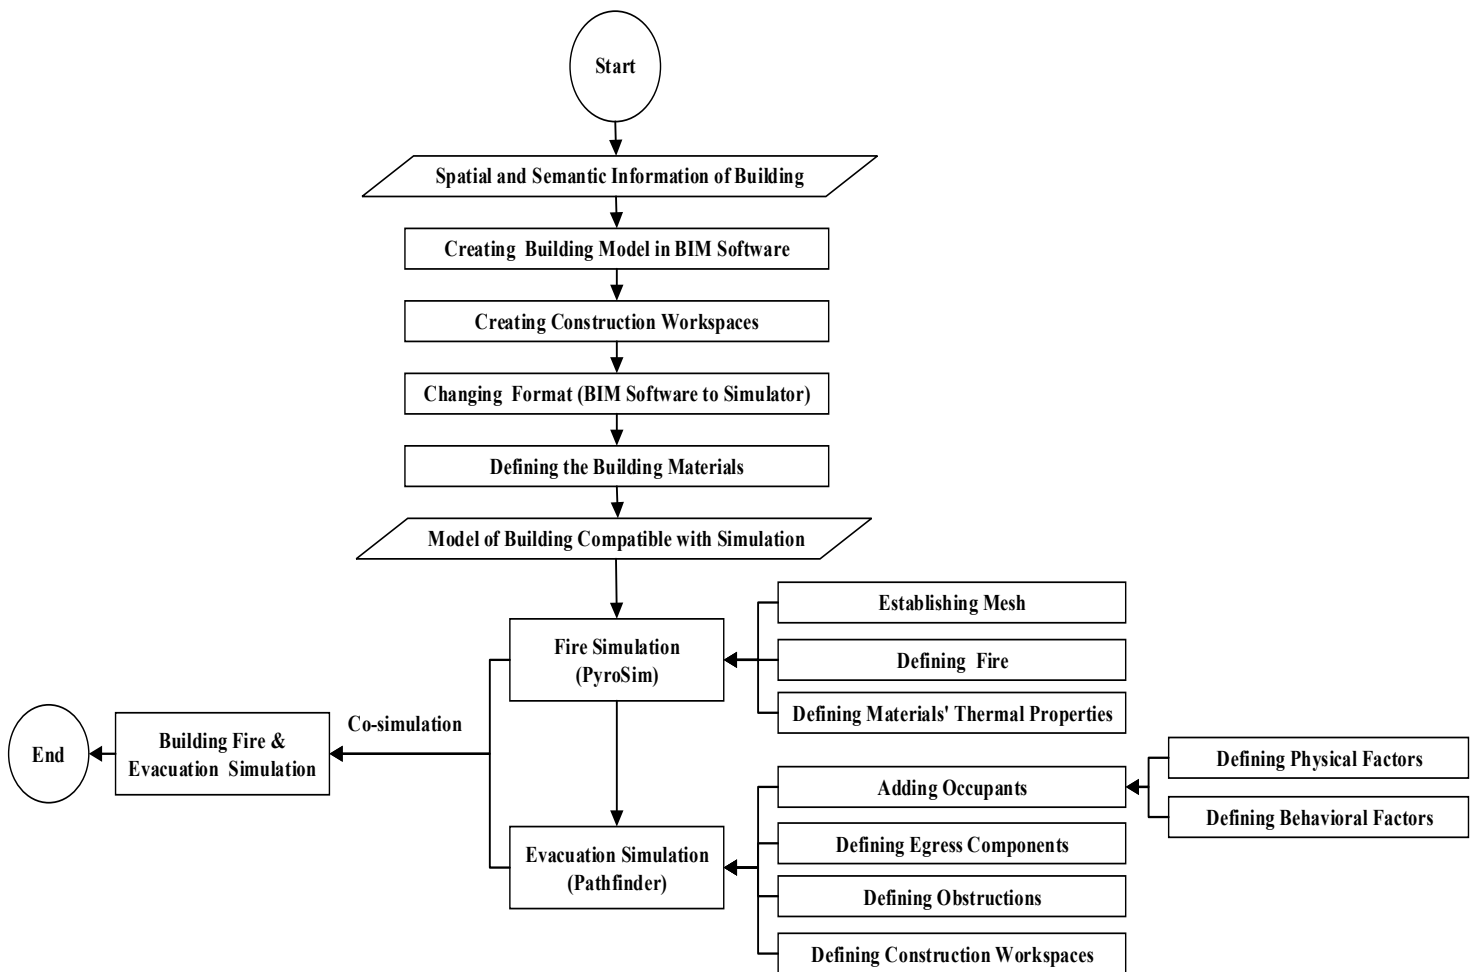 Start
Spatial and Semantic Information of Building
Creating Building Model in BIM Software
Creating Construction Workspaces
Changing Format (BIM Software to Simulator)
Defining the Building Materials
Model of Building Compatible with Simulation
Fire Simulation
(PyroSim)
Establishing Mesh
Defining Fire
Defining Materials' Thermal Properties
Co-simulation
Building Fire &
Evacuation Simulation
End
Evacuation Simulation
(Pathfinder)
Adding Occupants
Defining Egress Components
Defining Obstructions
Defining Construction Workspaces
Defining Physical Factors
Defining Behavioral Factors